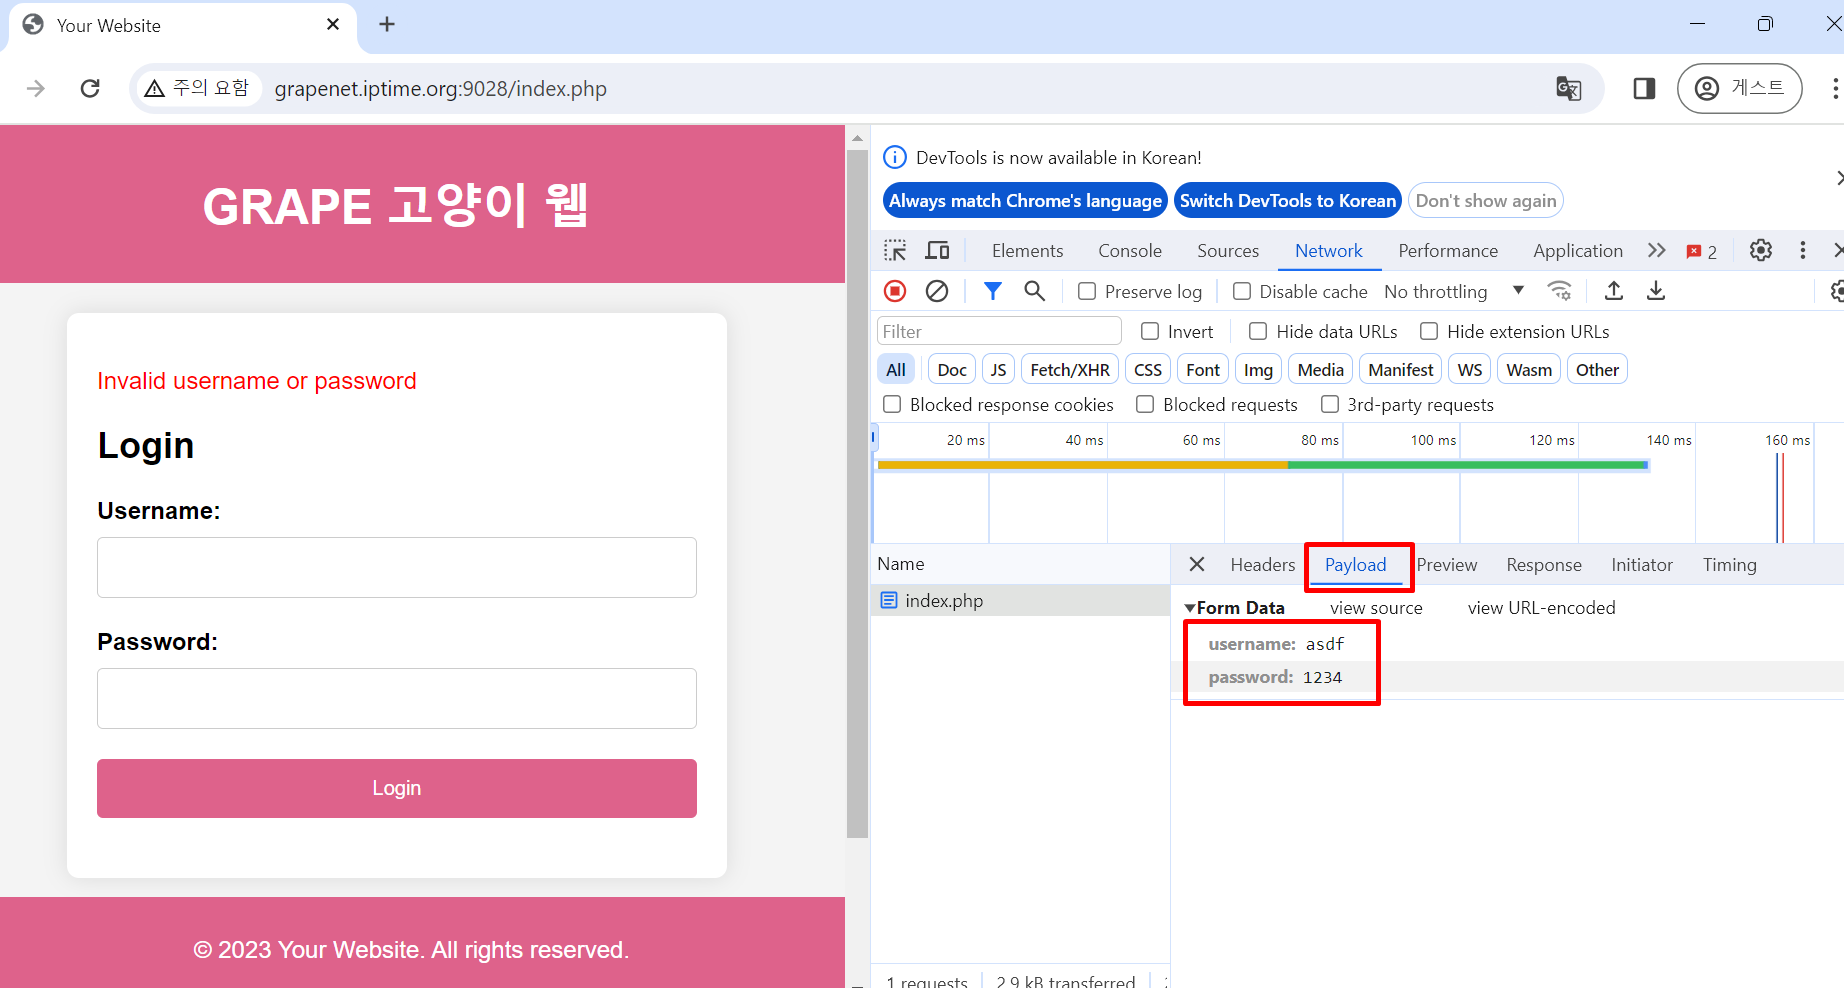 Your Website
주의 요함 grapenet.iptime.org:9028/index.php 게스트
GRAPE 고양이 웹
Invalid username or password
Login
Username:
Password:
Login
© 2023 Your Website. All rights reserved.
DevTools is now available in Korean!
Always match Chrome's language Switch DevTools to Korean Don't show again
Elements Console Sources Network Performance Application 2
Preserve log Disable cache No throttling
Filter Invert Hide data URLs Hide extension URLs
All Doc JS Fetch/XHR CSS Font Img Media Manifest WS Wasm Other
Blocked response cookies Blocked requests 3rd-party requests
20 ms 40 ms 60 ms 80 ms 100 ms 120 ms 140 ms 160 ms
Name
index.php
Headers Payload Preview Response Initiator Timing
Form Data view source view URL-encoded
username: asdf
password: 1234
1 requests 2.9 kB transferred